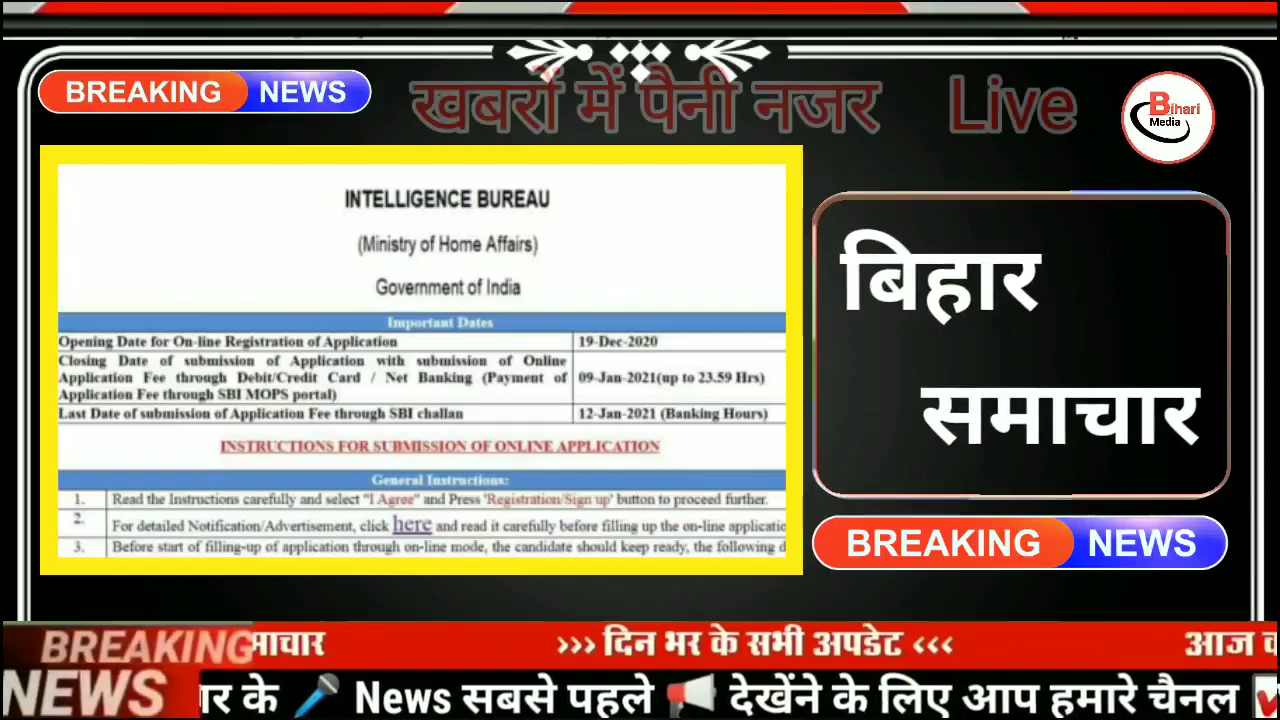 BREAKING NEWS
खबरों में पैनी नजर Live
Bihari
Media
INTELLIGENCE BUREAU
(Ministry of Home Affairs)
Government of India
Important Dates
Opening Date for On-line Registration of Application 19-Dec-2020
Closing Date of submission of Application with submission of Online
Application Fee through Debit/Credit Card / Net Banking (Payment of 09-Jan-2021(up to 23.59 Hrs)
Application Fee through SBI MOPS portal)
Last Date of submission of Application Fee through SBI challan 12-Jan-2021 (Banking Hours)
INSTRUCTIONS FOR SUBMISSION OF ONLINE APPLICATION
General Instructions:
1. Read the Instructions carefully and select "I Agree" and Press 'Registration/Sign up' button to proceed further.
2. For detailed Notification/Advertisement, click here and read it carefully before filling up the on-line
3. Before start of filling-up of application through on-line mode, the candidate should keep ready, the following
बिहार
समाचार
BREAKING NEWS
BREAKING
NEWS
>>> दिन भर के सभी अपडेट <<<
के News सबसे पहले देखेंने के लिए आप हमारे चैनल